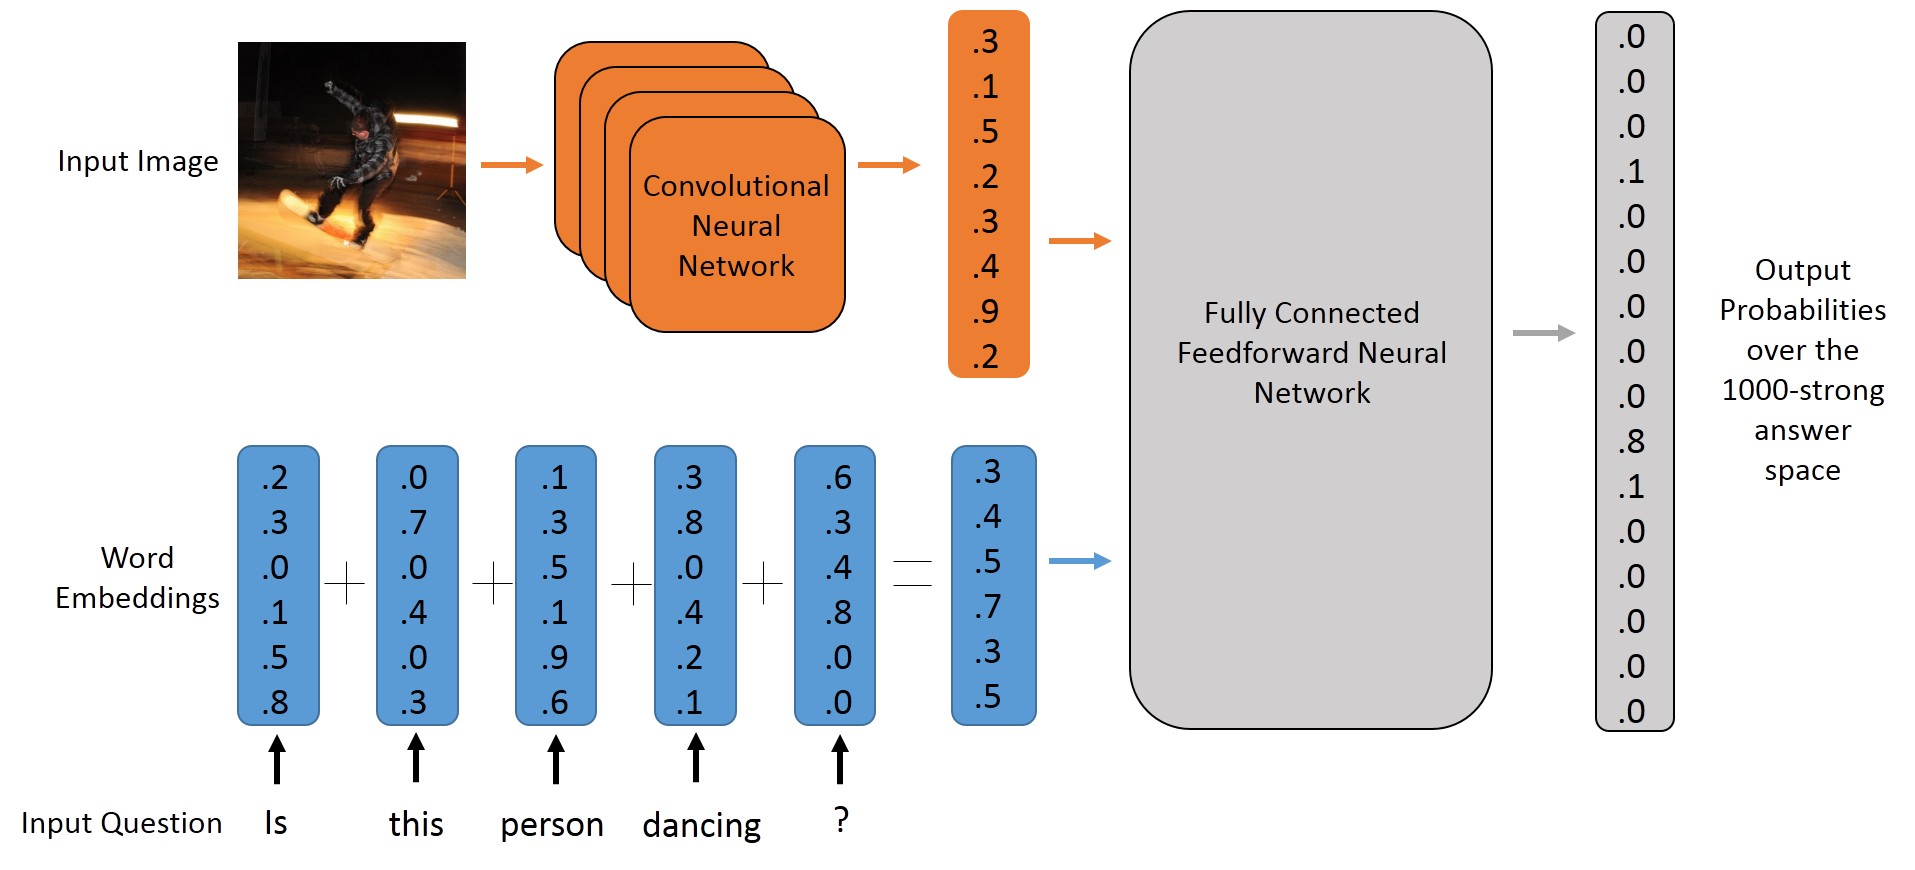 Input Image
Convolutional
Neural
Network
.3
.1
.5
.2
.3
.4
.9
.2
Fully Connected
Feedforward Neural
Network
.0
.0
.0
.1
.0
.0
.0
.0
.0
.8
.1
.0
.0
.0
.0
.0
Output
Probabilities
over the
1000-strong
answer
space
Word
Embeddings
.2 .0 .1 .3 .6 .3
.3 .7 .3 .8 .3 .4
.0 + .0 + .5 + .0 + .4 = .5
.1 .4 .1 .4 .8 .7
.5 .0 .9 .2 .0 .3
.8 .3 .6 .1 .0 .5
Input Question Is this person dancing ?